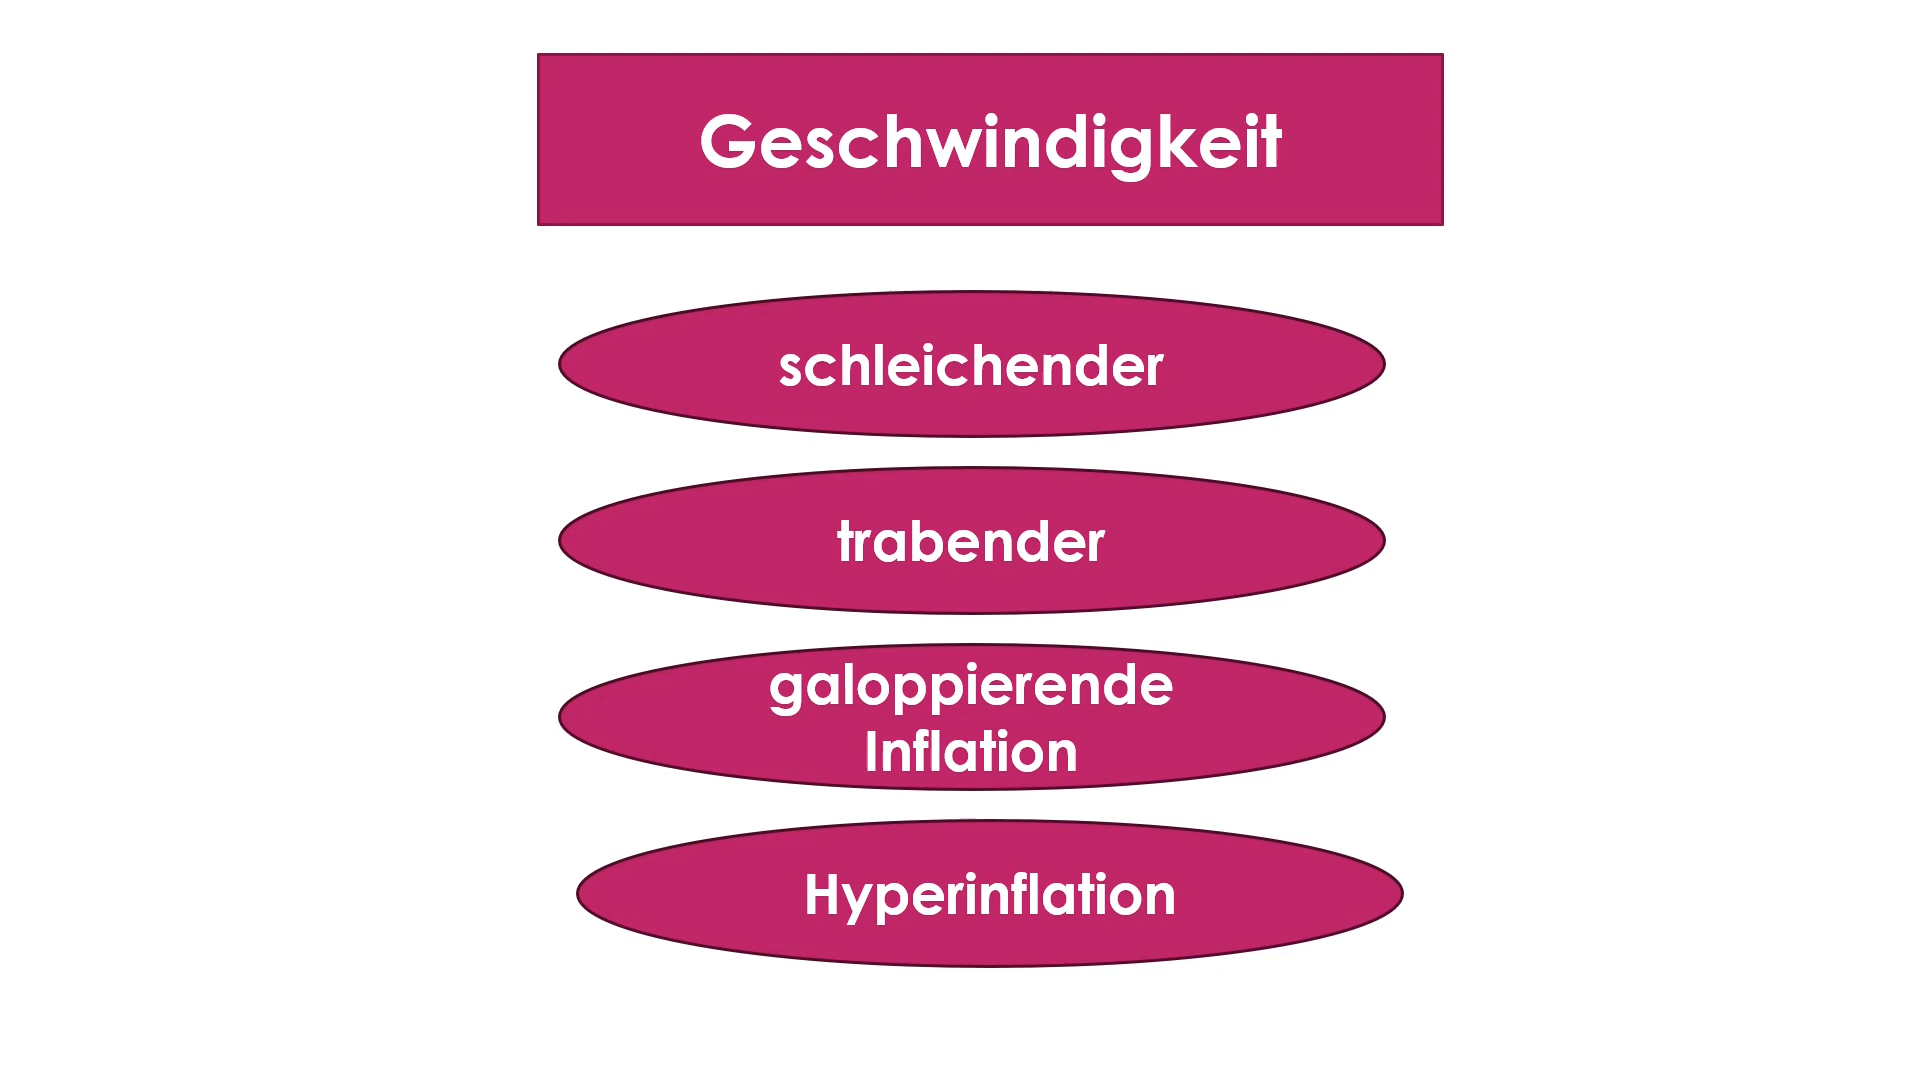 Geschwindigkeit
schleichender
trabender
galoppierende
Inflation
Hyperinflation